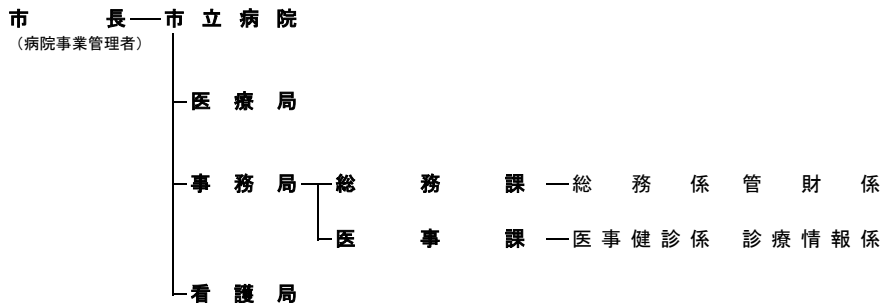 市長 市立病院
（病院事業管理者）
医療局
事務局 総務課 総務係 管財係
医事課 医事健診係 診療情報係
看護局